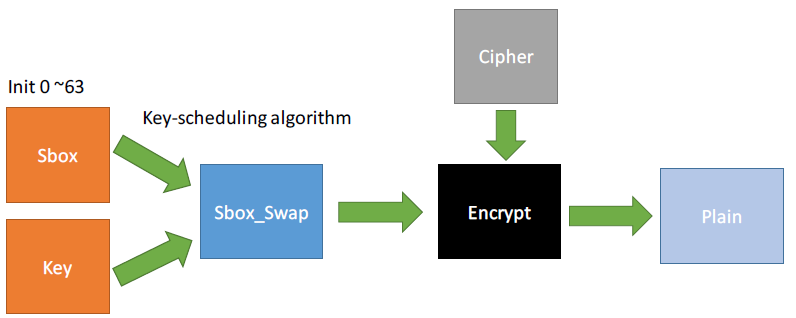 Cipher
Init 0 ~63
Key-scheduling algorithm
Sbox
Sbox_Swap
Encrypt
Plain
Key